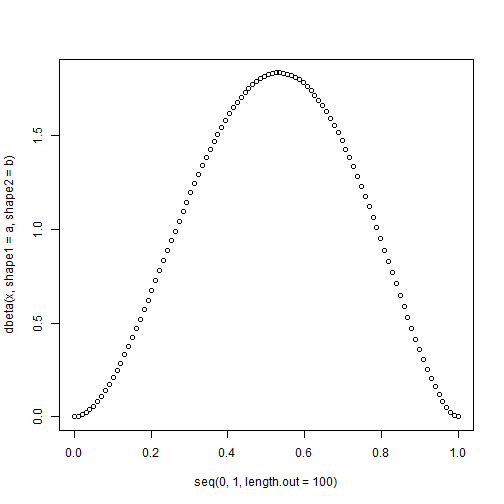 dbeta(x, shape1 = a, shape2 = b)
1.5
1.0
0.5
0.0
0.0 0.2 0.4 0.6 0.8 1.0
seq(0, 1, length.out = 100)